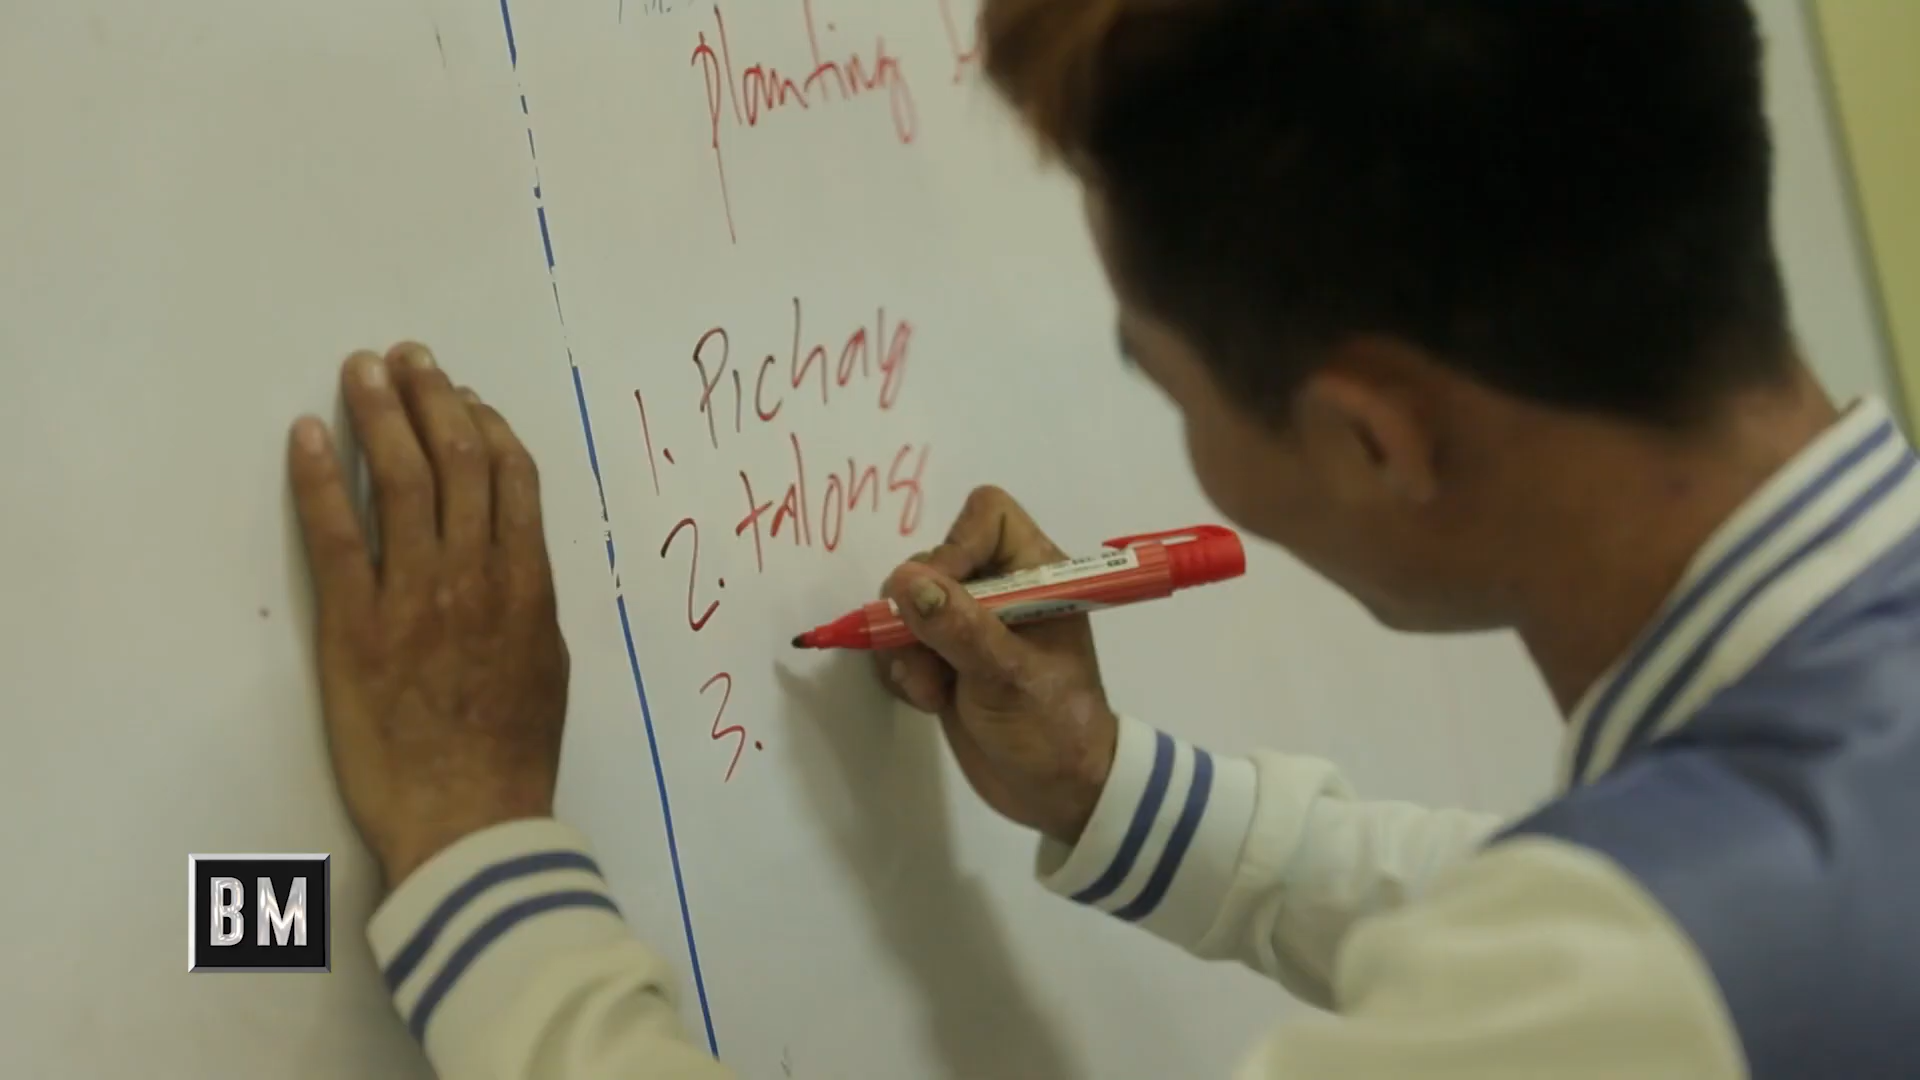 planting
1. Pichay
2. talong
3.
BM